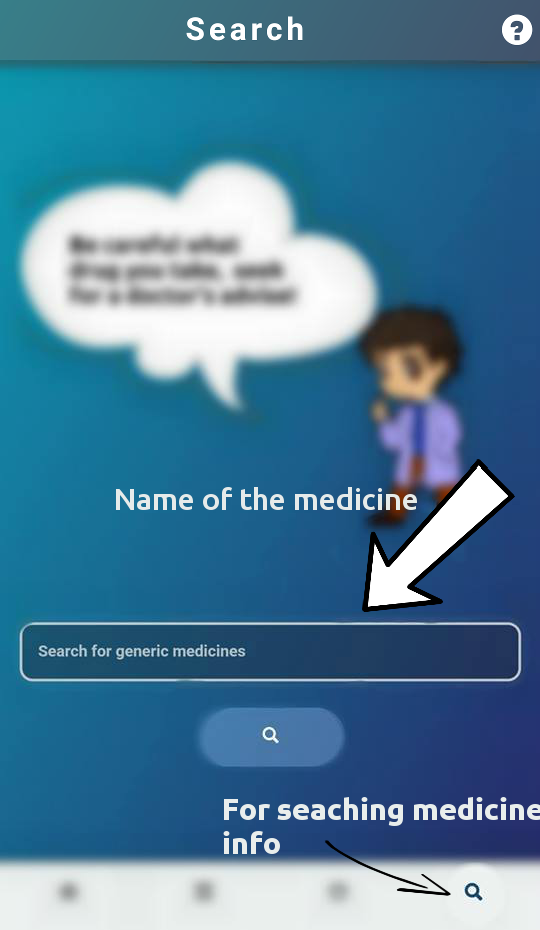 Search
?
Be careful what
drug you take, seek
for a doctor's advise!
Name of the medicine
Search for generic medicines
For seaching medicine
info